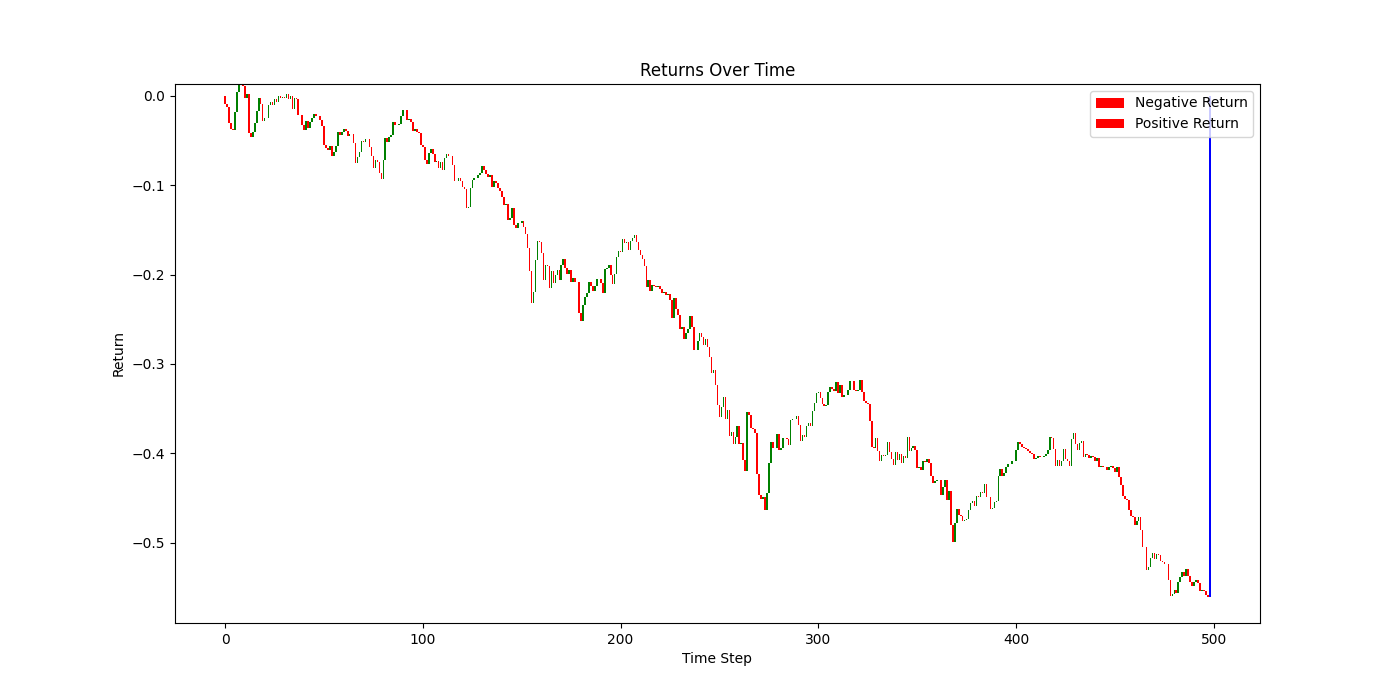 Returns Over Time
Negative Return
Positive Return
0.0
−0.1
−0.2
−0.3
−0.4
−0.5
Return
0 100 200 300 400 500
Time Step